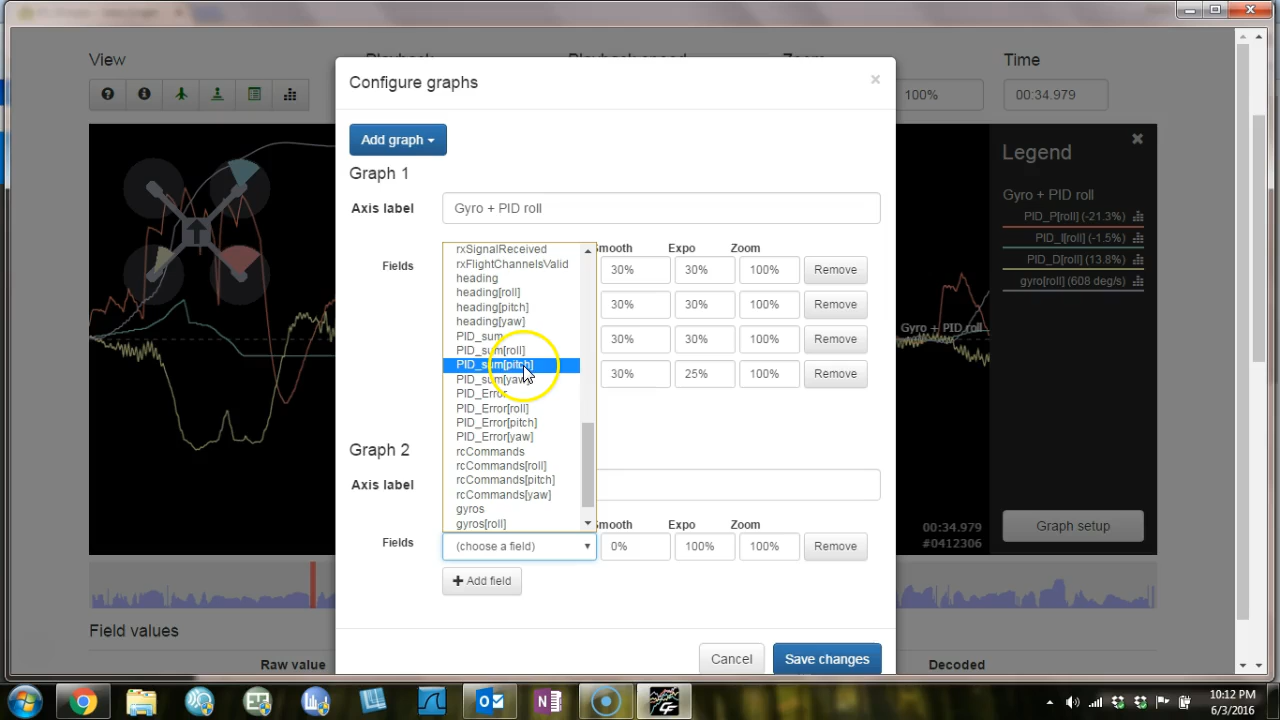 View
Time
100%
00:34.979
Configure graphs
×
Add graph
Graph 1
Axis label
Gyro + PID roll
Smooth Expo Zoom
Fields
30% 30% 100% Remove
30% 30% 100% Remove
30% 30% 100% Remove
30% 25% 100% Remove
rxSignalReceived
rxFlightChannelsValid
heading
heading[roll]
heading[pitch]
heading[yaw]
PID_sum
PID_sum[roll]
PID_sum[pitch]
PID_sum[yaw]
PID_Error
PID_Error[roll]
PID_Error[pitch]
PID_Error[yaw]
rcCommands
rcCommands[roll]
rcCommands[pitch]
rcCommands[yaw]
gyros
gyros[roll]
Graph 2
Axis label
Smooth Expo Zoom
Fields
(choose a field) 0% 100% 100% Remove
Add field
Cancel
Save changes
Legend
Gyro + PID roll
PID_P[roll] (-21.3%)
PID_I[roll] (-1.5%)
PID_D[roll] (13.8%)
gyro[roll] (608 deg/s)
Gyro + PID roll
00:34.979
#0412306
Graph setup
Field values
Raw value
Decoded
10:12 PM
6/3/2016